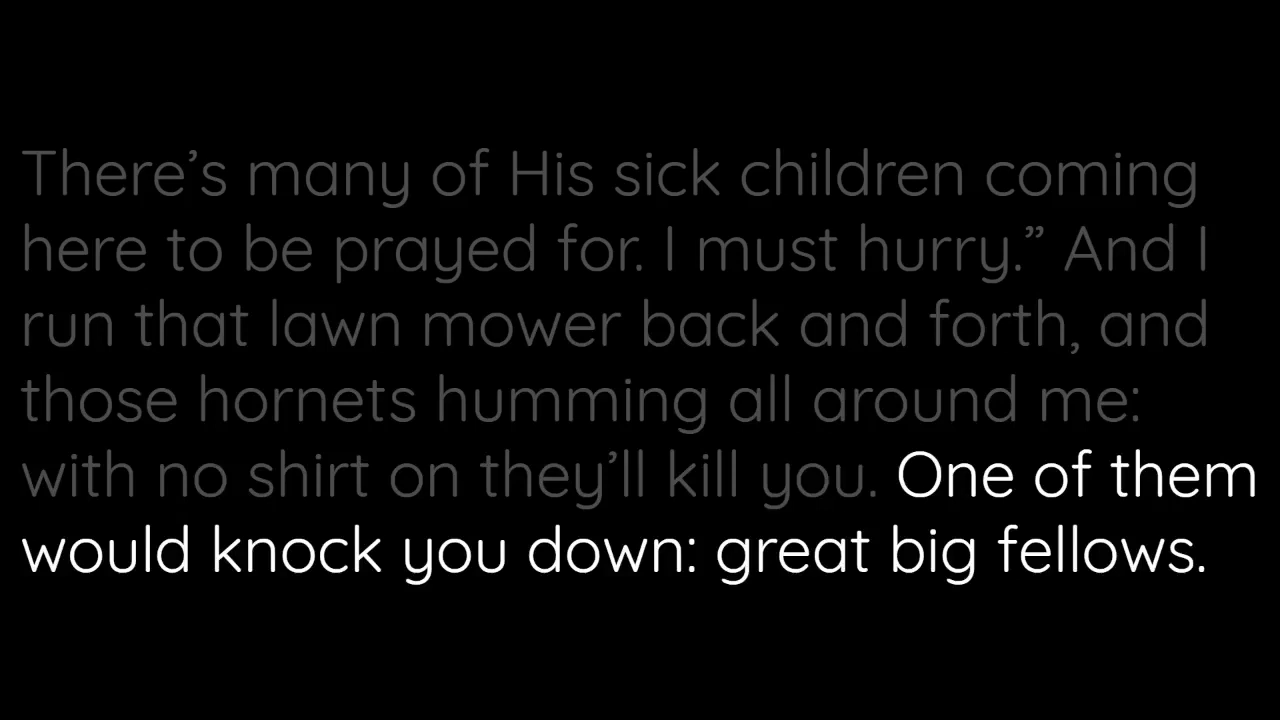 There’s many of His sick children coming
here to be prayed for. I must hurry.” And I
run that lawn mower back and forth, and
those hornets humming all around me:
with no shirt on they’ll kill you. One of them
would knock you down: great big fellows.